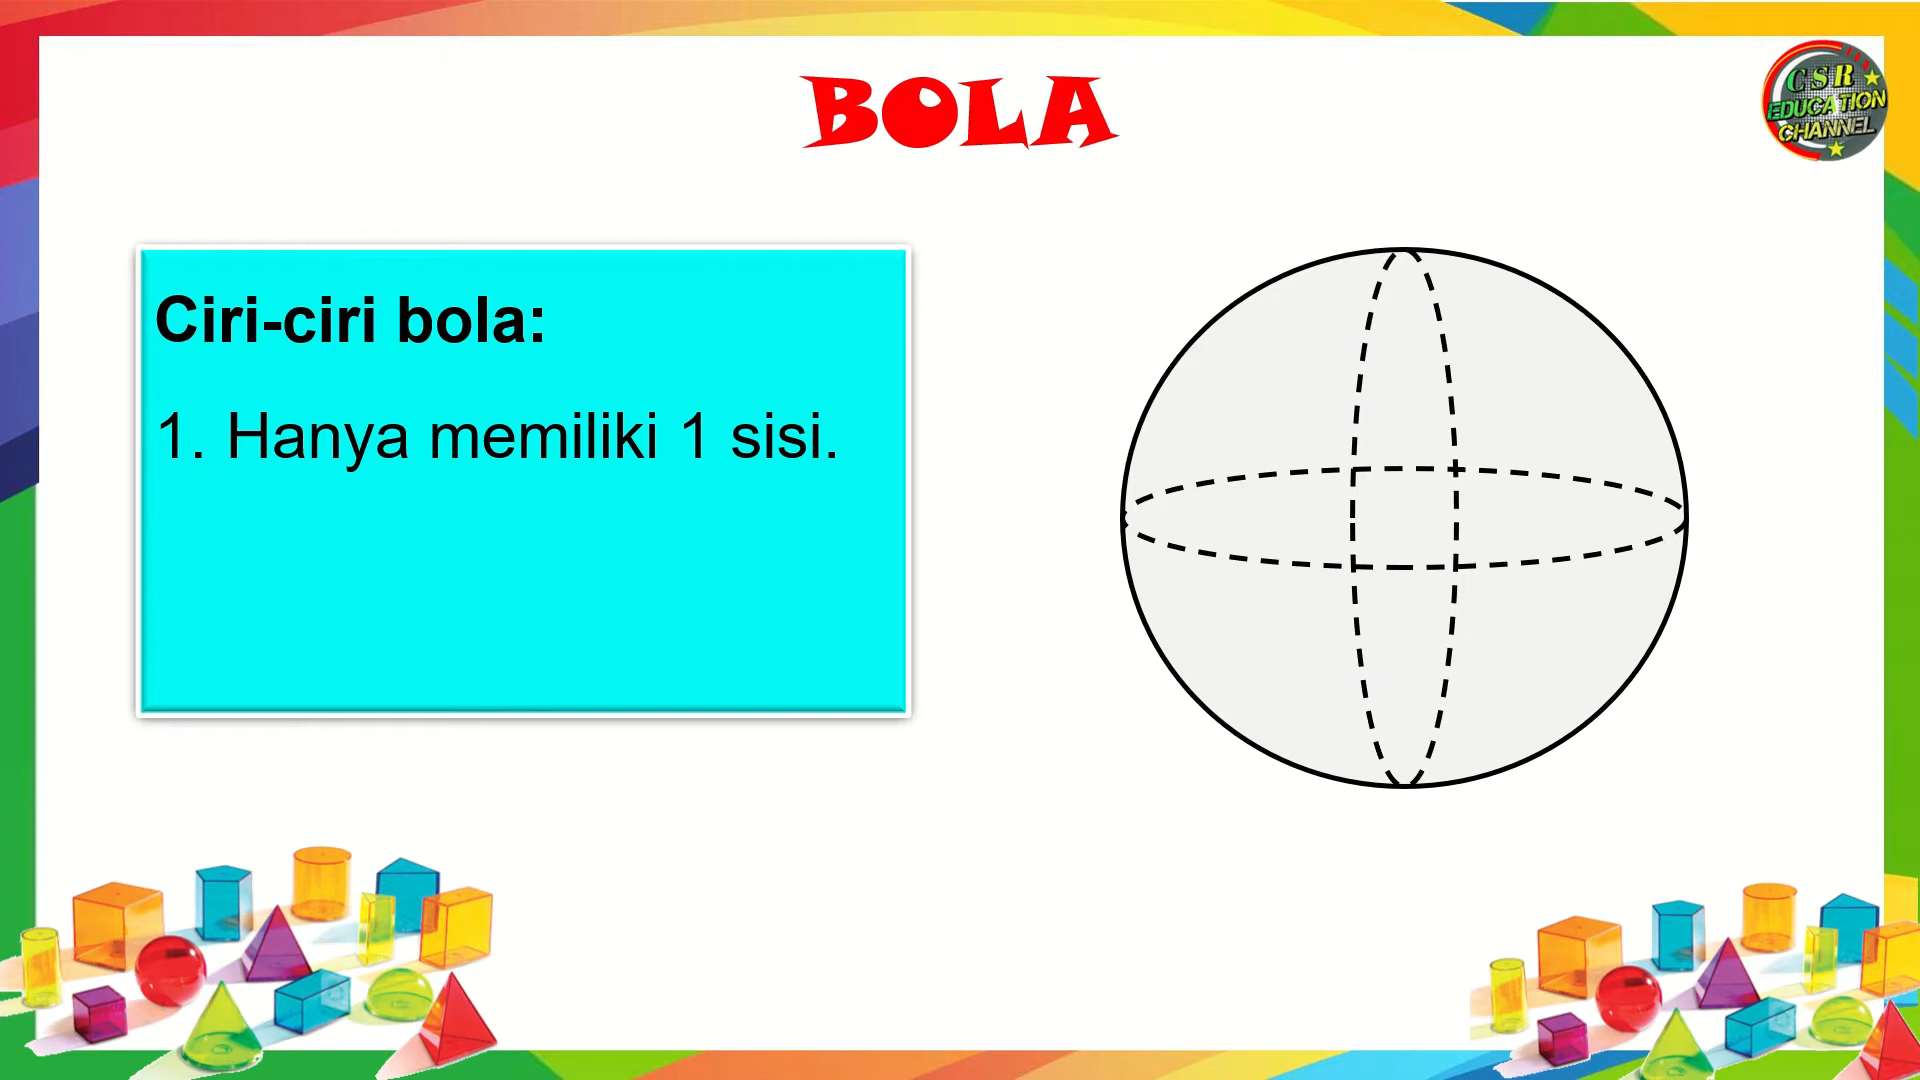 BOLA
CSR
EDUCATION
CHANNEL
Ciri-ciri bola:
1. Hanya memiliki 1 sisi.